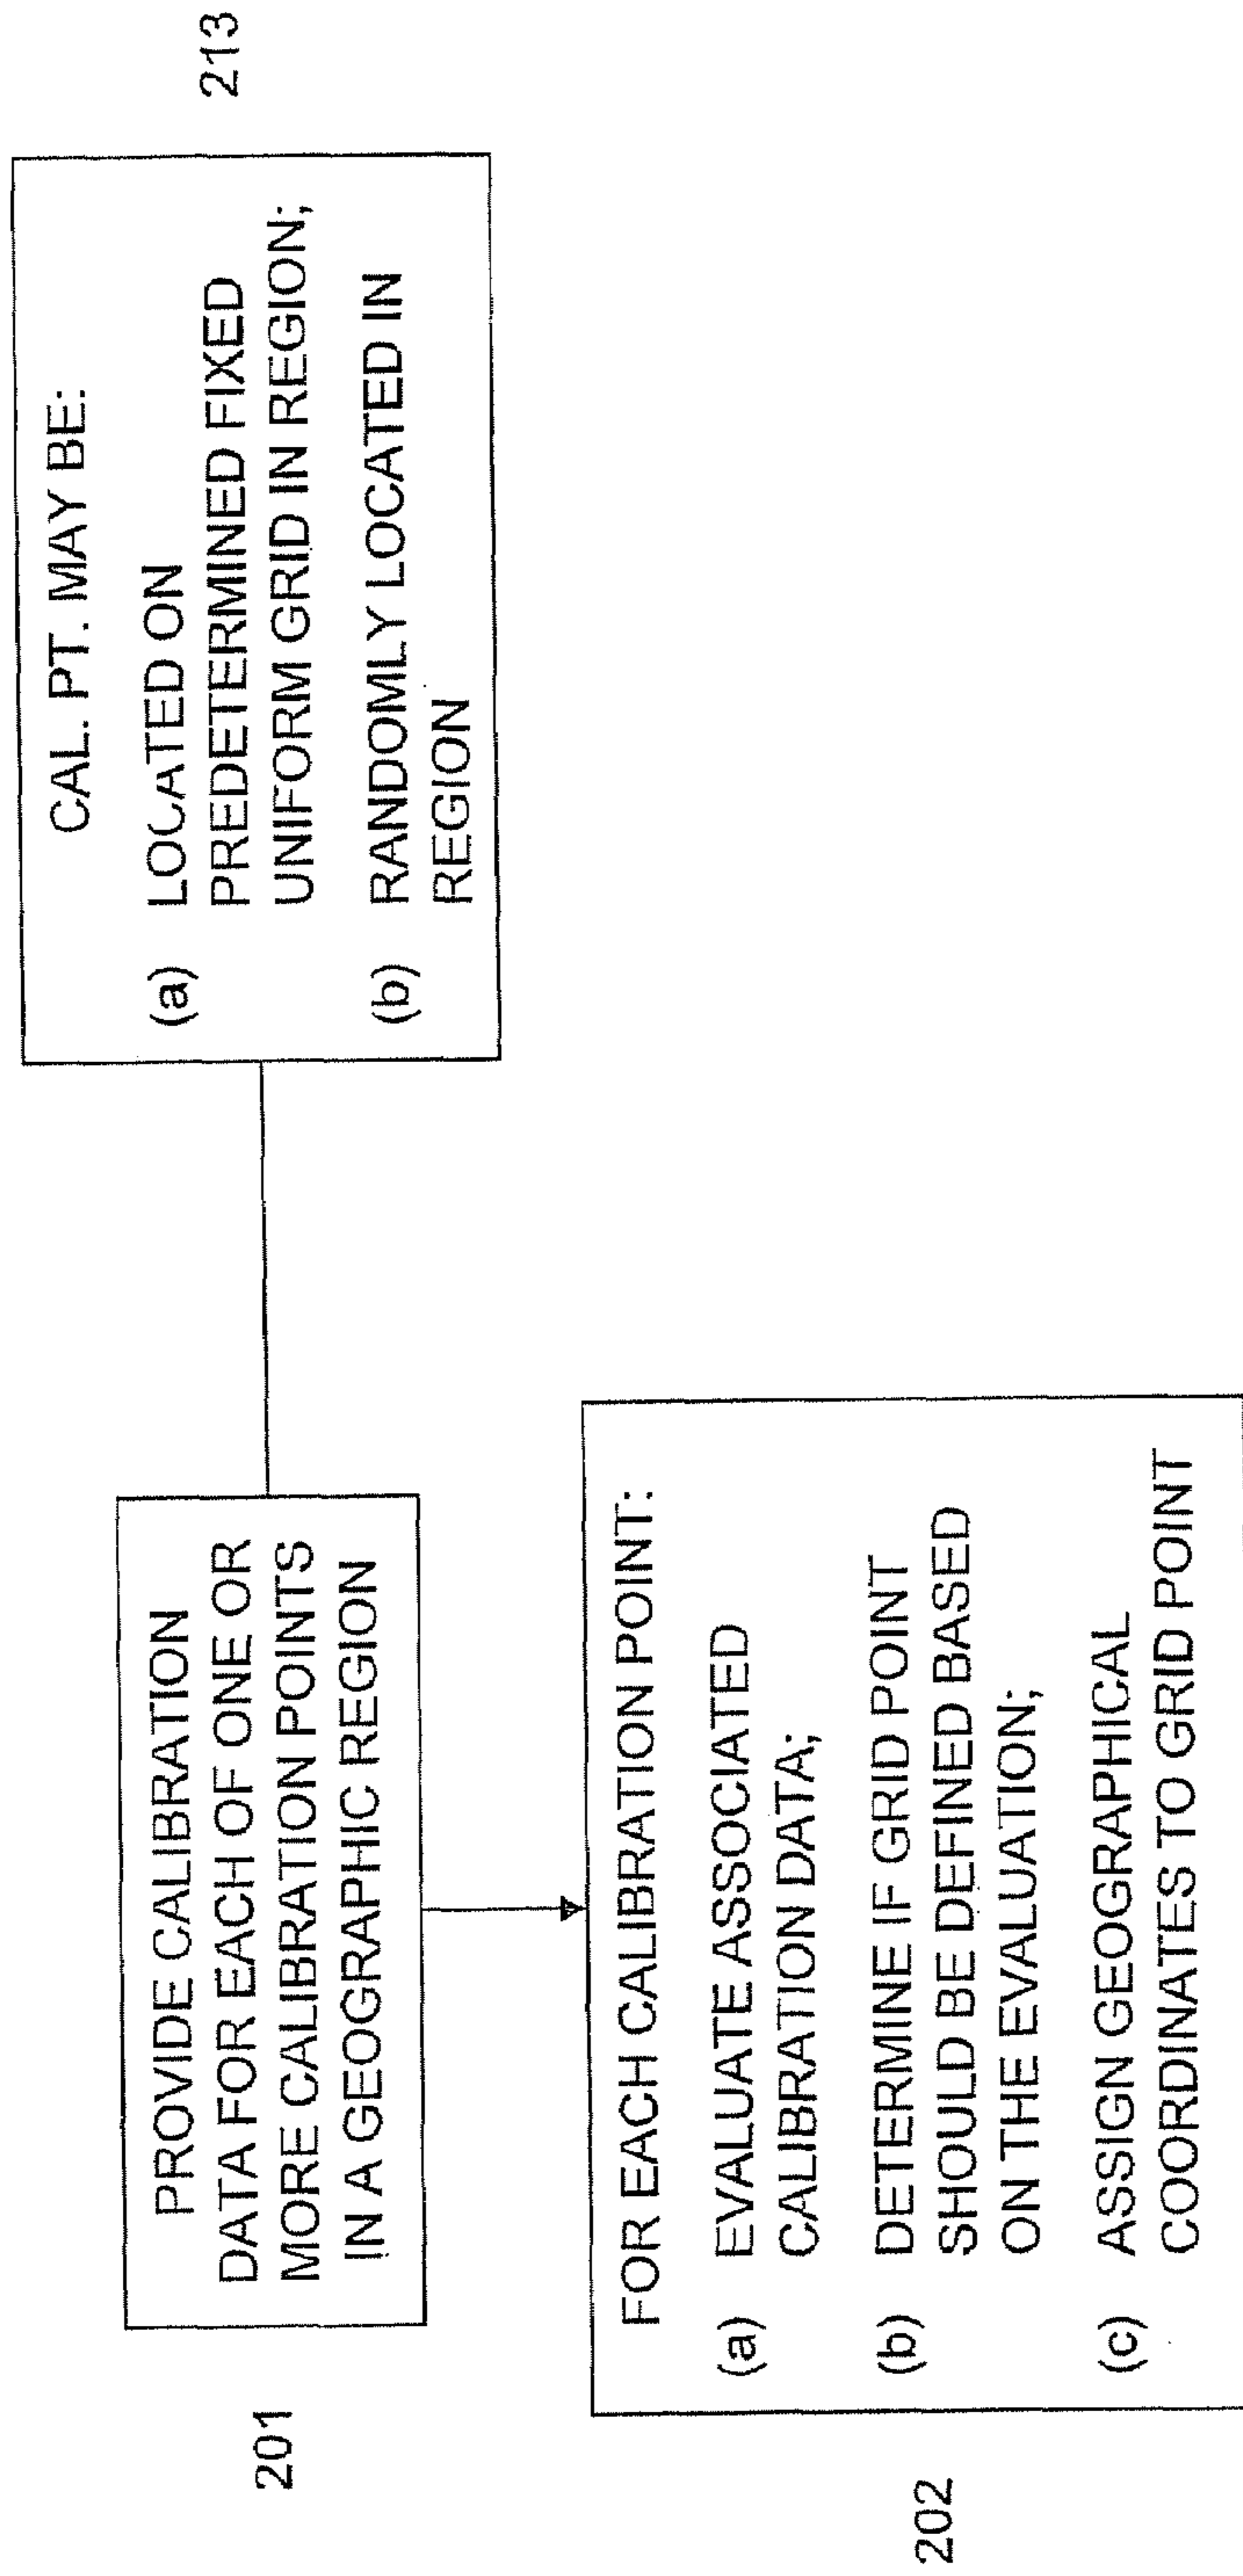 201
PROVIDE CALIBRATION
DATA FOR EACH OF ONE OR
MORE CALIBRATION POINTS
IN A GEOGRAPHIC REGION
213
CAL. PT. MAY BE:
(a) LOCATED ON
PREDETERMINED FIXED
UNIFORM GRID IN REGION;
(b) RANDOMLY LOCATED IN
REGION
202
FOR EACH CALIBRATION POINT:
(a) EVALUATE ASSOCIATED
CALIBRATION DATA;
(b) DETERMINE IF GRID POINT
SHOULD BE DEFINED BASED
ON THE EVALUATION;
(c) ASSIGN GEOGRAPHICAL
COORDINATES TO GRID POINT